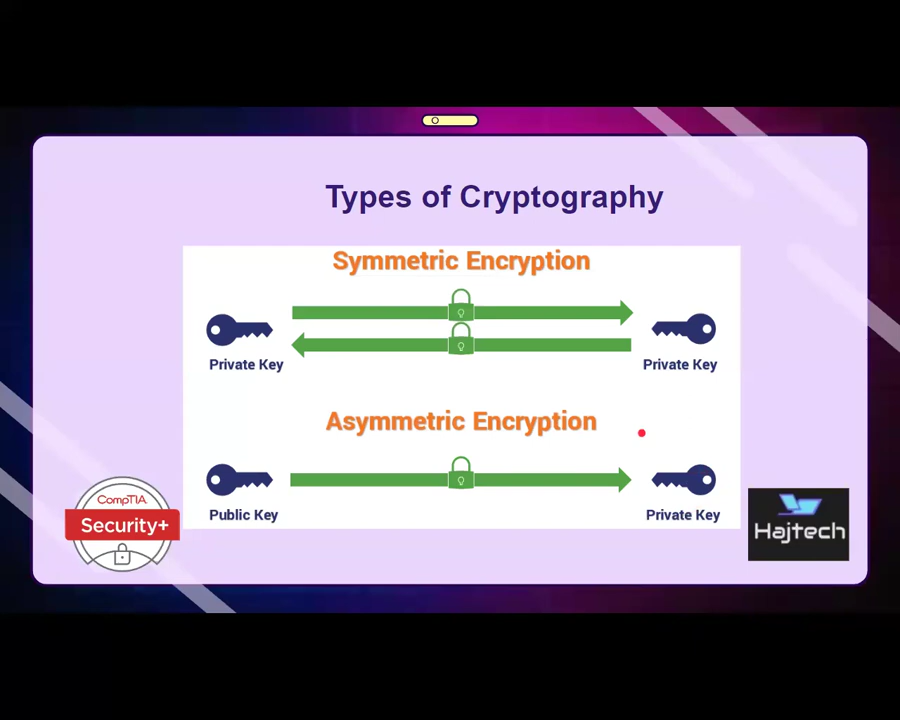 Types of Cryptography
Symmetric Encryption
Private Key
Private Key
Asymmetric Encryption
Public Key
Private Key
CompTIA
Security+
Hajtech